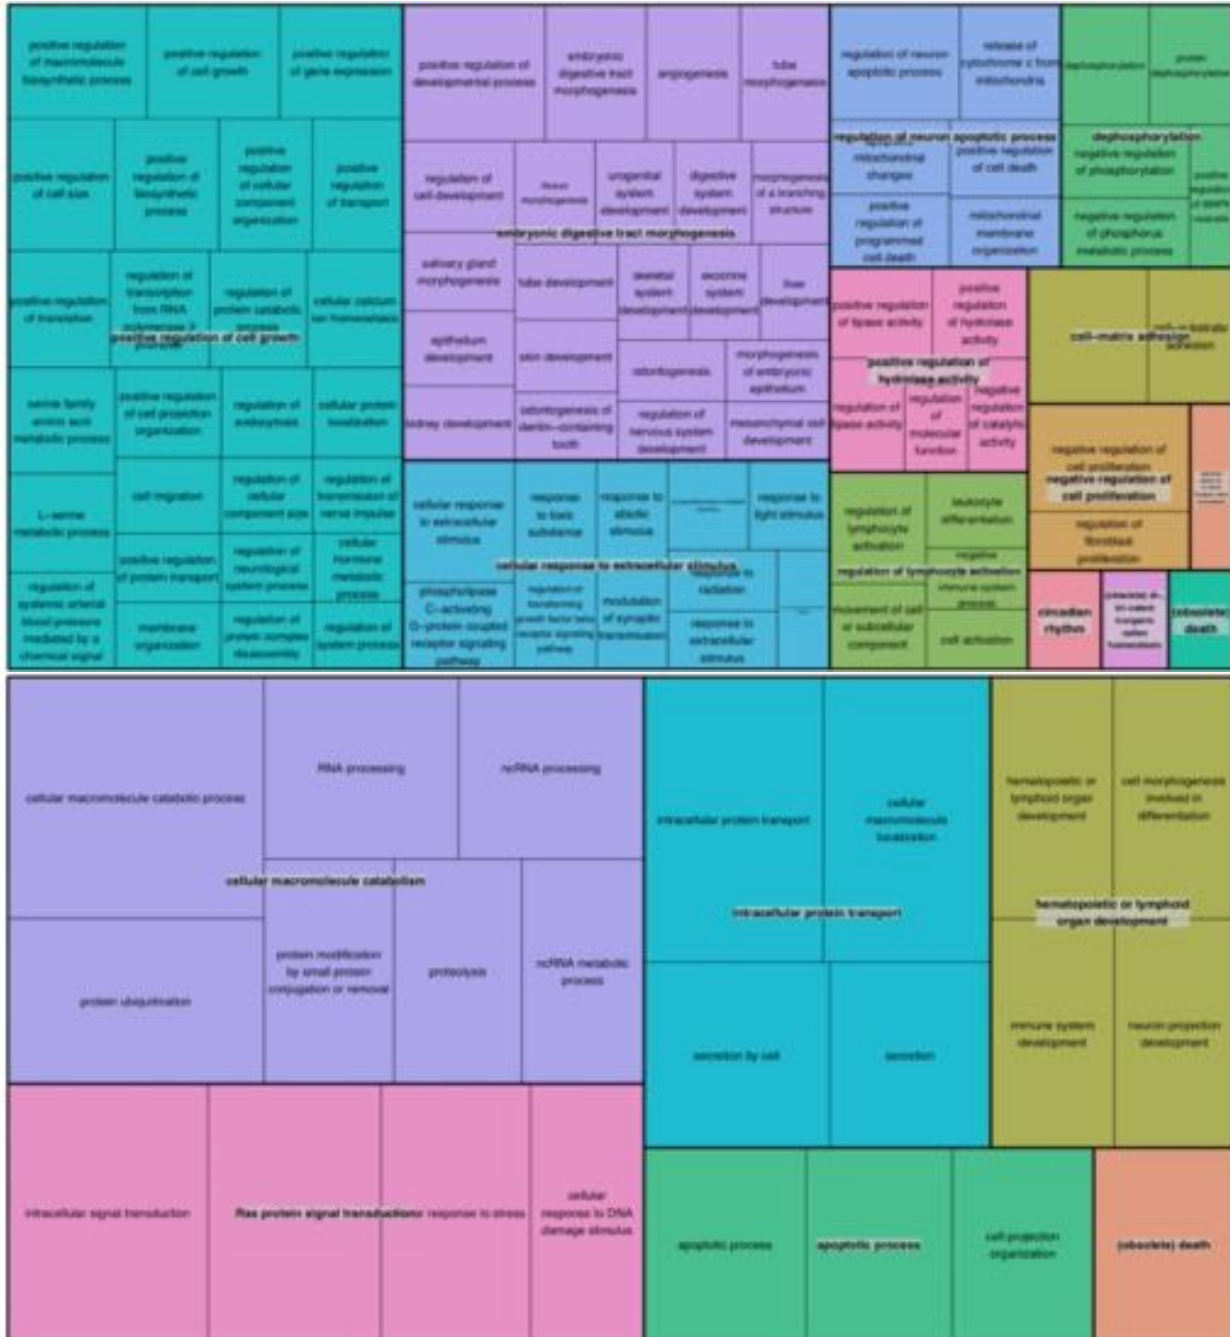 positive regulation
of macromolecule
biosynthetic process
positive regulation
of cell growth
positive regulation
of gene expression
positive regulation
of cell size
positive
regulation of
biosynthetic
process
positive
regulation
of cellular
component
organization
positive
regulation
of transport
positive regulation
of translation
regulation of
transcription
from RNA
polymerase II
regulation of
protein catabolic
process
cellular calcium
ion homeostasis
positive regulation of cell growth
serine family
amino acid
metabolic process
positive regulation
of cell projection
organization
regulation of
endocytosis
cellular protein
localization
L-serine
metabolic process
cell migration
regulation of
cellular
component size
regulation of
transmission of
nerve impulse
positive regulation
of protein transport
regulation of
neurological
system process
cellular
hormone
metabolic process
regulation of
systemic arterial
blood pressure
mediated by a
chemical signal
membrane
organization
regulation of
protein complex
disassembly
regulation of
system process
positive regulation of
developmental process
embryonic
digestive tract
morphogenesis
angiogenesis
tube
morphogenesis
regulation of
cell development
tissue
morphogenesis
urogenital
system
development
digestive
system
development
morphogenesis
of a branching
structure
embryonic digestive tract morphogenesis
salivary gland
morphogenesis
tube development
skeletal
system
development
exocrine
system
development
liver
development
epithelium
development
skin development
odontogenesis
morphogenesis
of embryonic
epithelium
kidney development
odontogenesis of
dentin-containing
tooth
regulation of
nervous system
development
mesenchymal cell
development
cellular response
to extracellular
stimulus
response
to toxic
substance
response to
abiotic
stimulus
response to
light stimulus
cellular response to extracellular stimulus
response to
radiation
phospholipase
C-activating
G-protein coupled
receptor signaling
pathway
regulation of
transforming
growth factor beta
receptor signaling
pathway
modulation
of synaptic
transmission
response to
extracellular
stimulus
regulation of neuron
apoptotic process
release of
cytochrome c from
mitochondria
regulation of neuron apoptotic process
mitochondrial
changes
positive regulation
of cell death
positive
regulation of
programmed
cell death
mitochondrial
membrane
organization
dephosphorylation
protein
dephosphorylation
dephosphorylation
negative regulation
of phosphorylation
positive
negative regulation
of phosphorus
metabolic process
positive regulation
of lipase activity
positive
regulation
of hydrolase
activity
positive regulation of
hydrolase activity
regulation of
lipase activity
regulation
of
molecular
function
negative
regulation
of catalytic
activity
cell-matrix adhesion
adhesion
negative regulation of
cell proliferation
negative regulation of
cell proliferation
regulation of
fibroblast
proliferation
regulation of
lymphocyte
activation
leukocyte
differentiation
negative
regulation of lymphocyte activation
immune system
process
movement of cell
or subcellular
component
cell activation
circadian
rhythm
(obsolete)
death
cellular macromolecule catabolic process
RNA processing
ncRNA processing
cellular macromolecule catabolism
protein ubiquitination
protein modification
by small protein
conjugation or removal
proteolysis
ncRNA metabolic
process
intracellular signal transduction
Ras protein signal transduction
response to stress
cellular
response to DNA
damage stimulus
intracellular protein transport
cellular
macromolecule
localization
intracellular protein transport
secretion by cell
secretion
hematopoietic or
lymphoid organ
development
cell morphogenesis
involved in
differentiation
hematopoietic or lymphoid
organ development
immune system
development
neuron projection
development
apoptotic process
apoptotic process
cell projection
organization
(obsolete) death